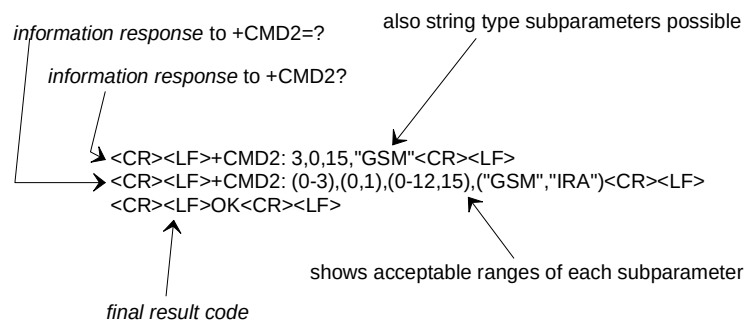 also string type subparameters possible
information response to +CMD2=?
information response to +CMD2?
<CR><LF>+CMD2: 3,0,15,"GSM"<CR><LF>
<CR><LF>+CMD2: (0-3),(0,1),(0-12,15),("GSM","IRA")<CR><LF>
<CR><LF>OK<CR><LF>
shows acceptable ranges of each subparameter
final result code